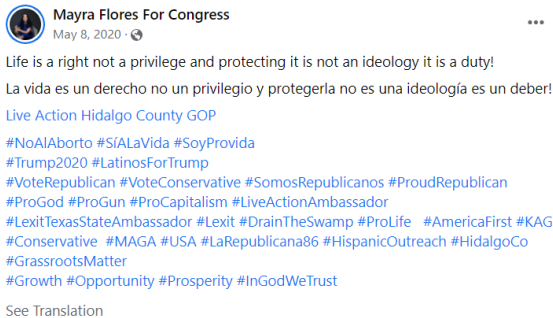 Mayra Flores For Congress
May 8, 2020 ·
Life is a right not a privilege and protecting it is not an ideology it is a duty!
La vida es un derecho no un privilegio y protegerla no es una ideología es un deber!
Live Action Hidalgo County GOP
#NoAlAborto #SíALaVida #SoyProvida
#Trump2020 #LatinosForTrump
#VoteRepublican #VoteConservative #SomosRepublicanos #ProudRepublican
#ProGod #ProGun #ProCapitalism #LiveActionAmbassador
#LexitTexasStateAmbassador #Lexit #DrainTheSwamp #ProLife #AmericaFirst #KAG
#Conservative #MAGA #USA #LaRepublicana86 #HispanicOutreach #HidalgoCo
#GrassrootsMatter
#Growth #Opportunity #Prosperity #InGodWeTrust
See Translation